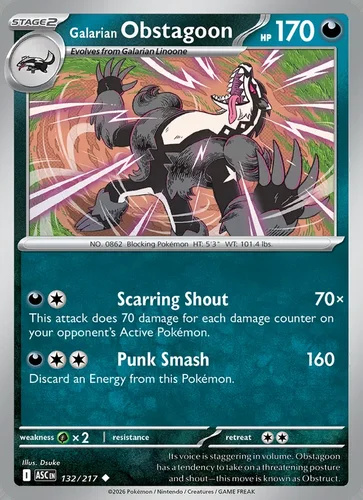 STAGE2
Galarian Obstagoon HP 170
Evolves from Galarian Linoone
NO. 0862 Blocking Pokémon HT: 5'3" WT: 101.4 lbs.
Scarring Shout 70×
This attack does 70 damage for each damage counter on
your opponent's Active Pokémon.
Punk Smash 160
Discard an Energy from this Pokémon.
weakness ×2 resistance retreat
Illus. Dsuke
I ASC EN 132/217
Its voice is staggering in volume. Obstagoon
has a tendency to take on a threatening posture
and shout—this move is known as Obstruct.
©2026 Pokémon / Nintendo / Creatures / GAME FREAK